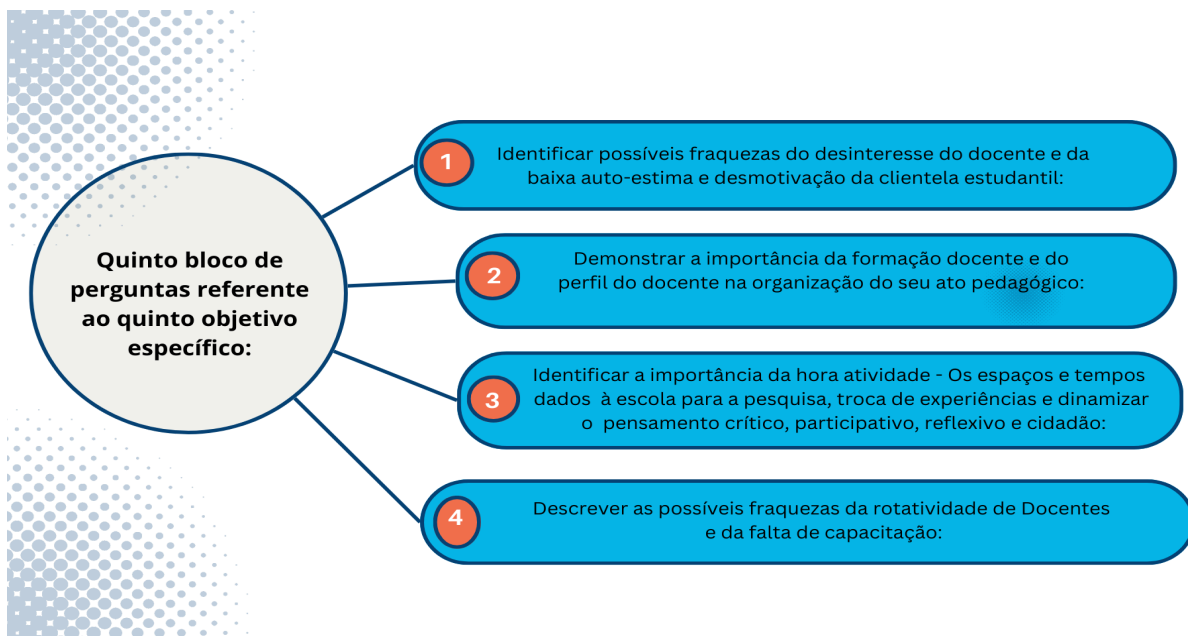 Quinto bloco de
perguntas referente
ao quinto objetivo
específico:
1
Identificar possíveis fraquezas do desinteresse do docente e da
baixa auto-estima e desmotivação da clientela estudantil:
2
Demonstrar a importância da formação docente e do
perfil do docente na organização do seu ato pedagógico:
3
Identificar a importância da hora atividade - Os espaços e tempos
dados à escola para a pesquisa, troca de experiências e dinamizar
o pensamento crítico, participativo, reflexivo e cidadão:
4
Descrever as possíveis fraquezas da rotatividade de Docentes
e da falta de capacitação: